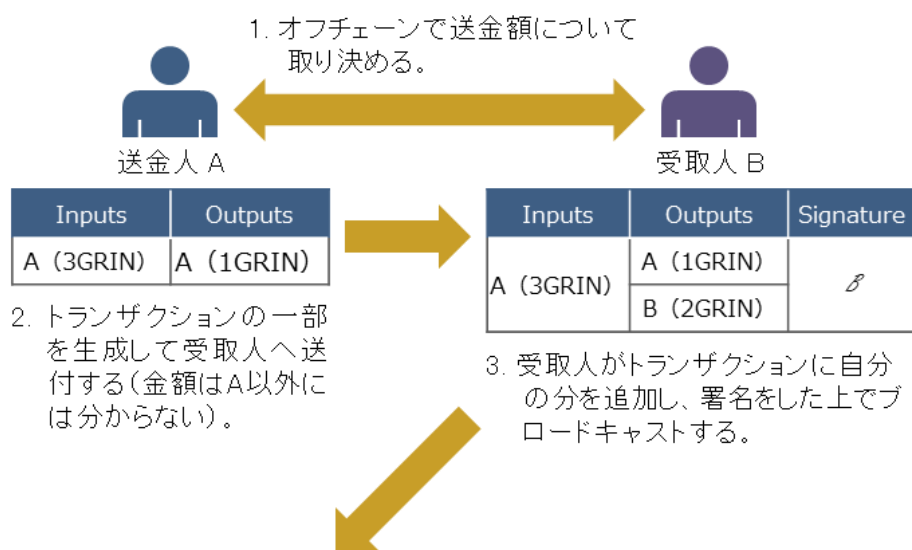 1. オフチェーンで送金額について
取り決める。
送金人 A
受取人 B
Inputs Outputs
A（3GRIN） A（1GRIN）
Inputs Outputs Signature
A（3GRIN） A（1GRIN） B
B（2GRIN）
2. トランザクションの一部
を生成して受取人へ送
付する（金額はA以外に
は分からない）。
3. 受取人がトランザクションに自分
の分を追加し、署名をした上でブ
ロードキャストする。